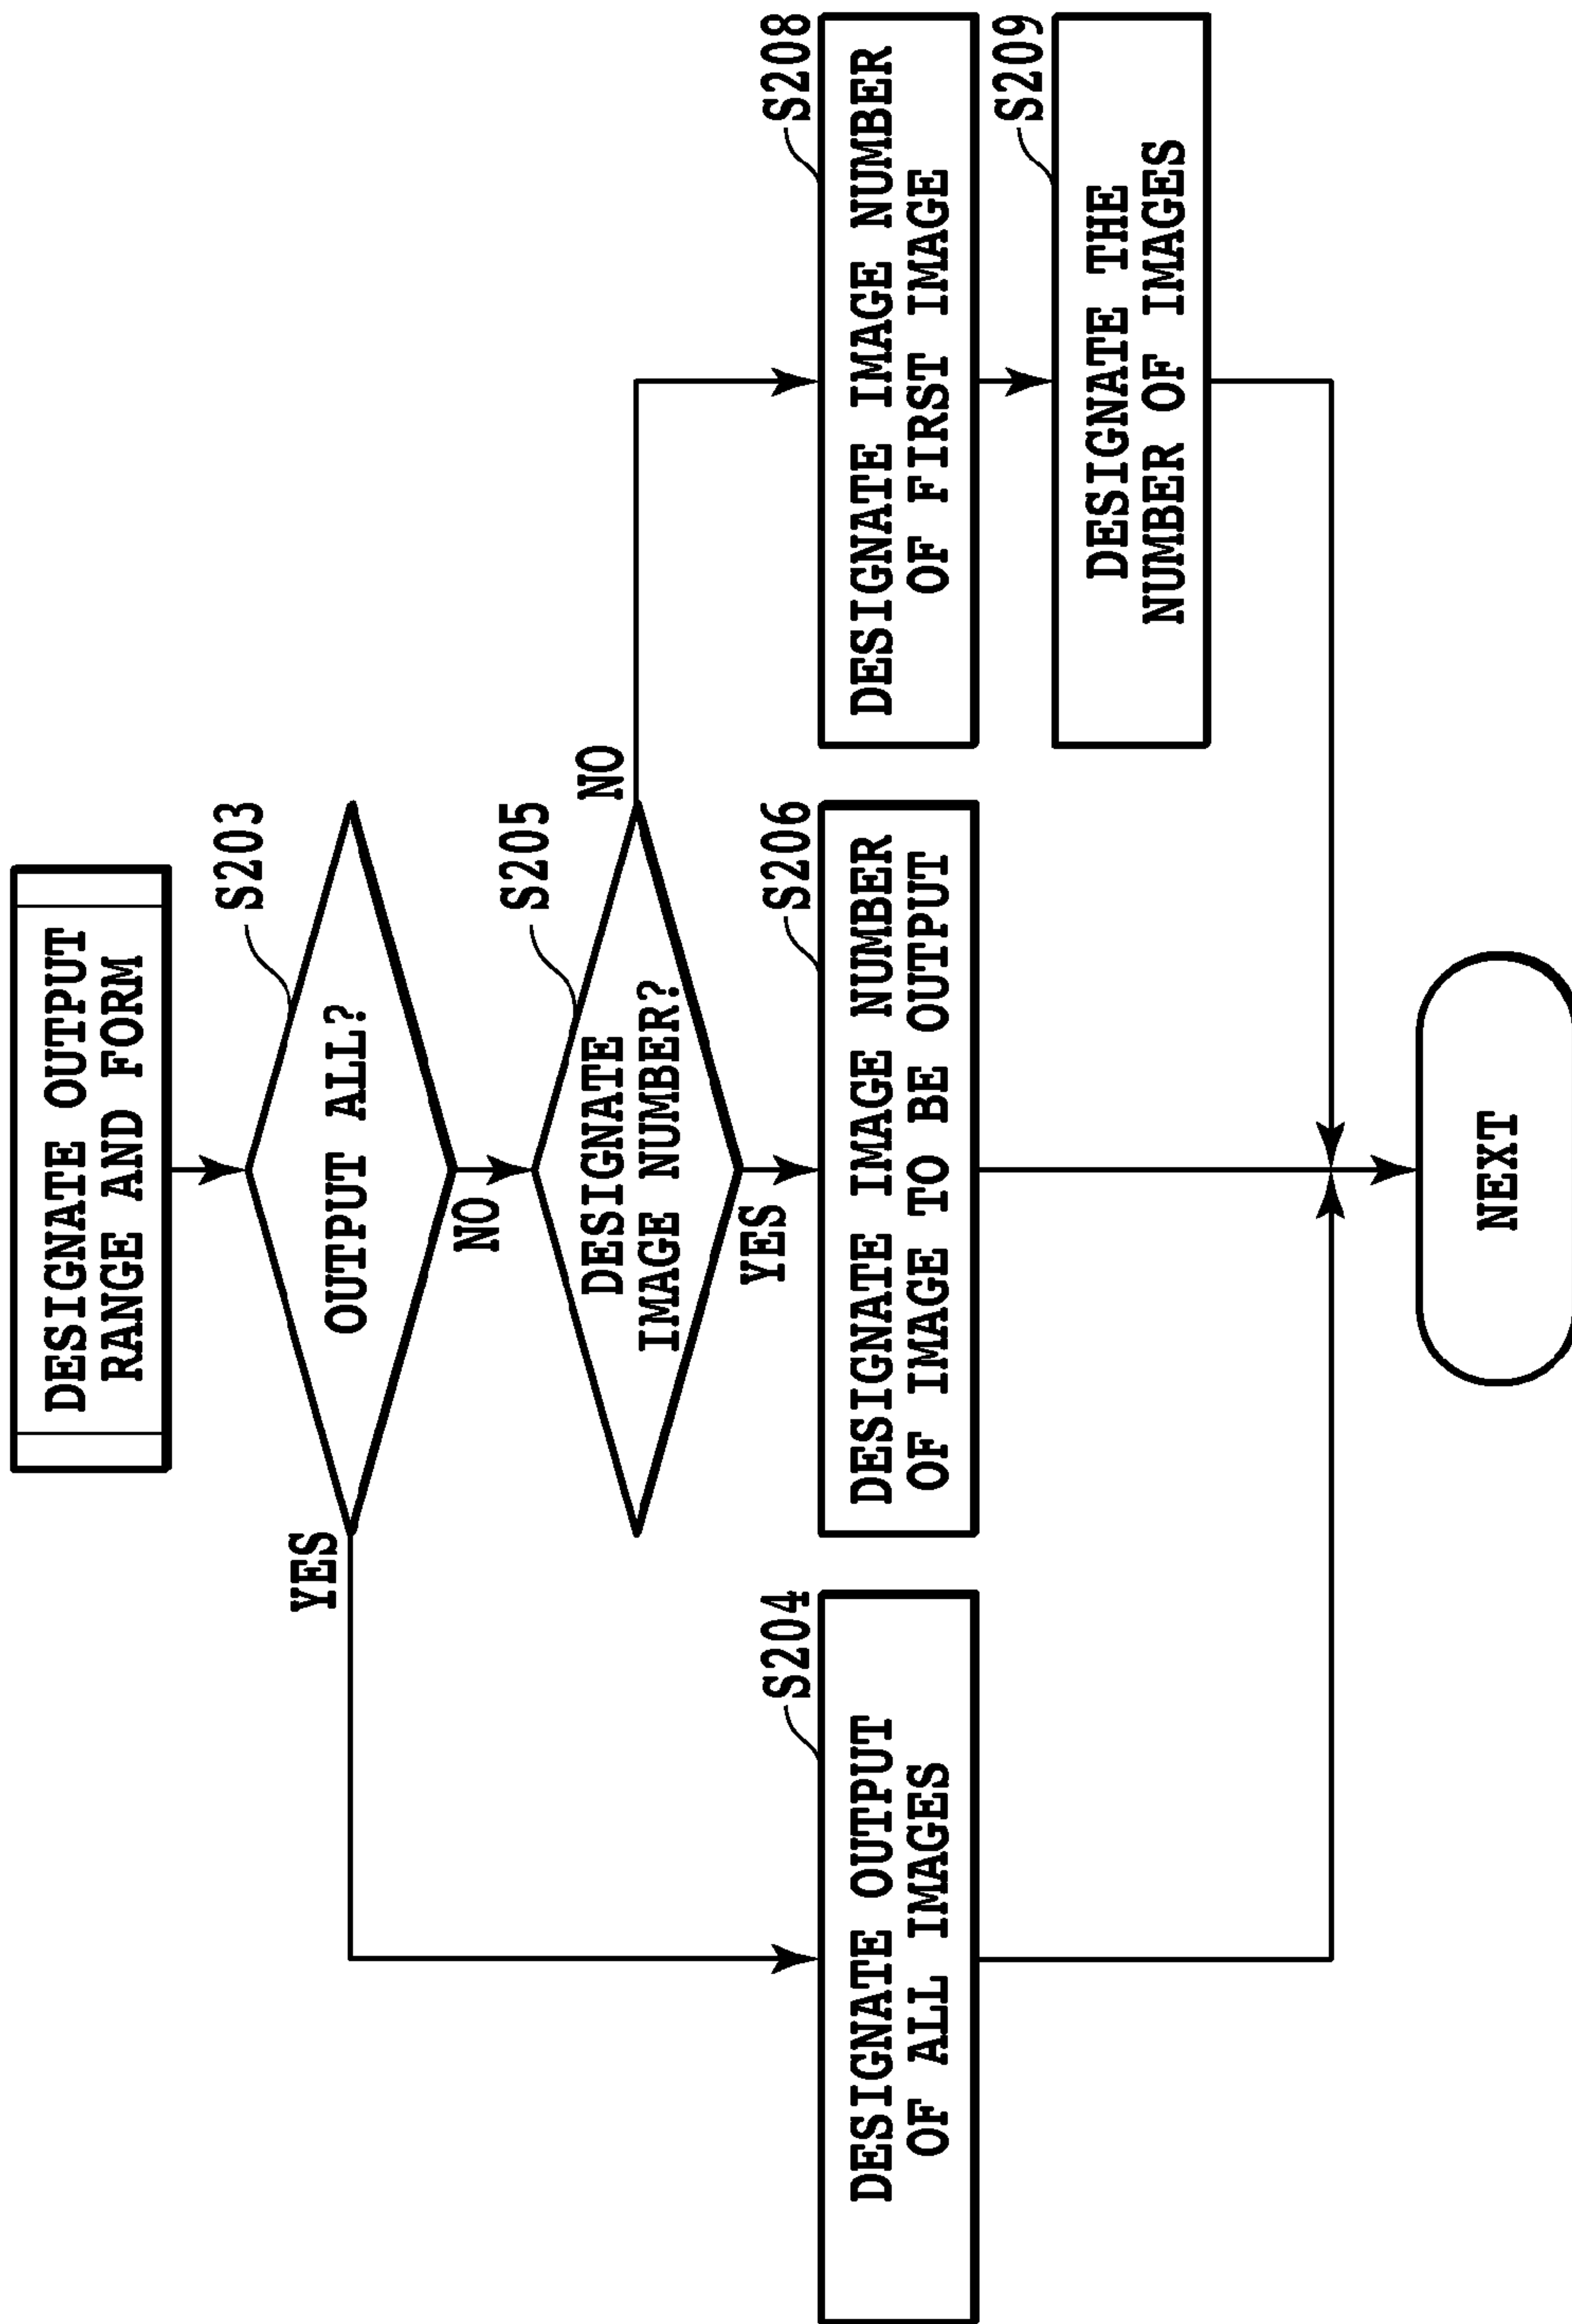 DESIGNATE OUTPUT
RANGE AND FORM
S203
OUTPUT ALL?
YES
NO
S205
DESIGNATE
IMAGE NUMBER?
NO
YES
S204
DESIGNATE OUTPUT
OF ALL IMAGES
S206
DESIGNATE IMAGE NUMBER
OF IMAGE TO BE OUTPUT
S208
DESIGNATE IMAGE NUMBER
OF FIRST IMAGE
S209
DESIGNATE THE
NUMBER OF IMAGES
NEXT